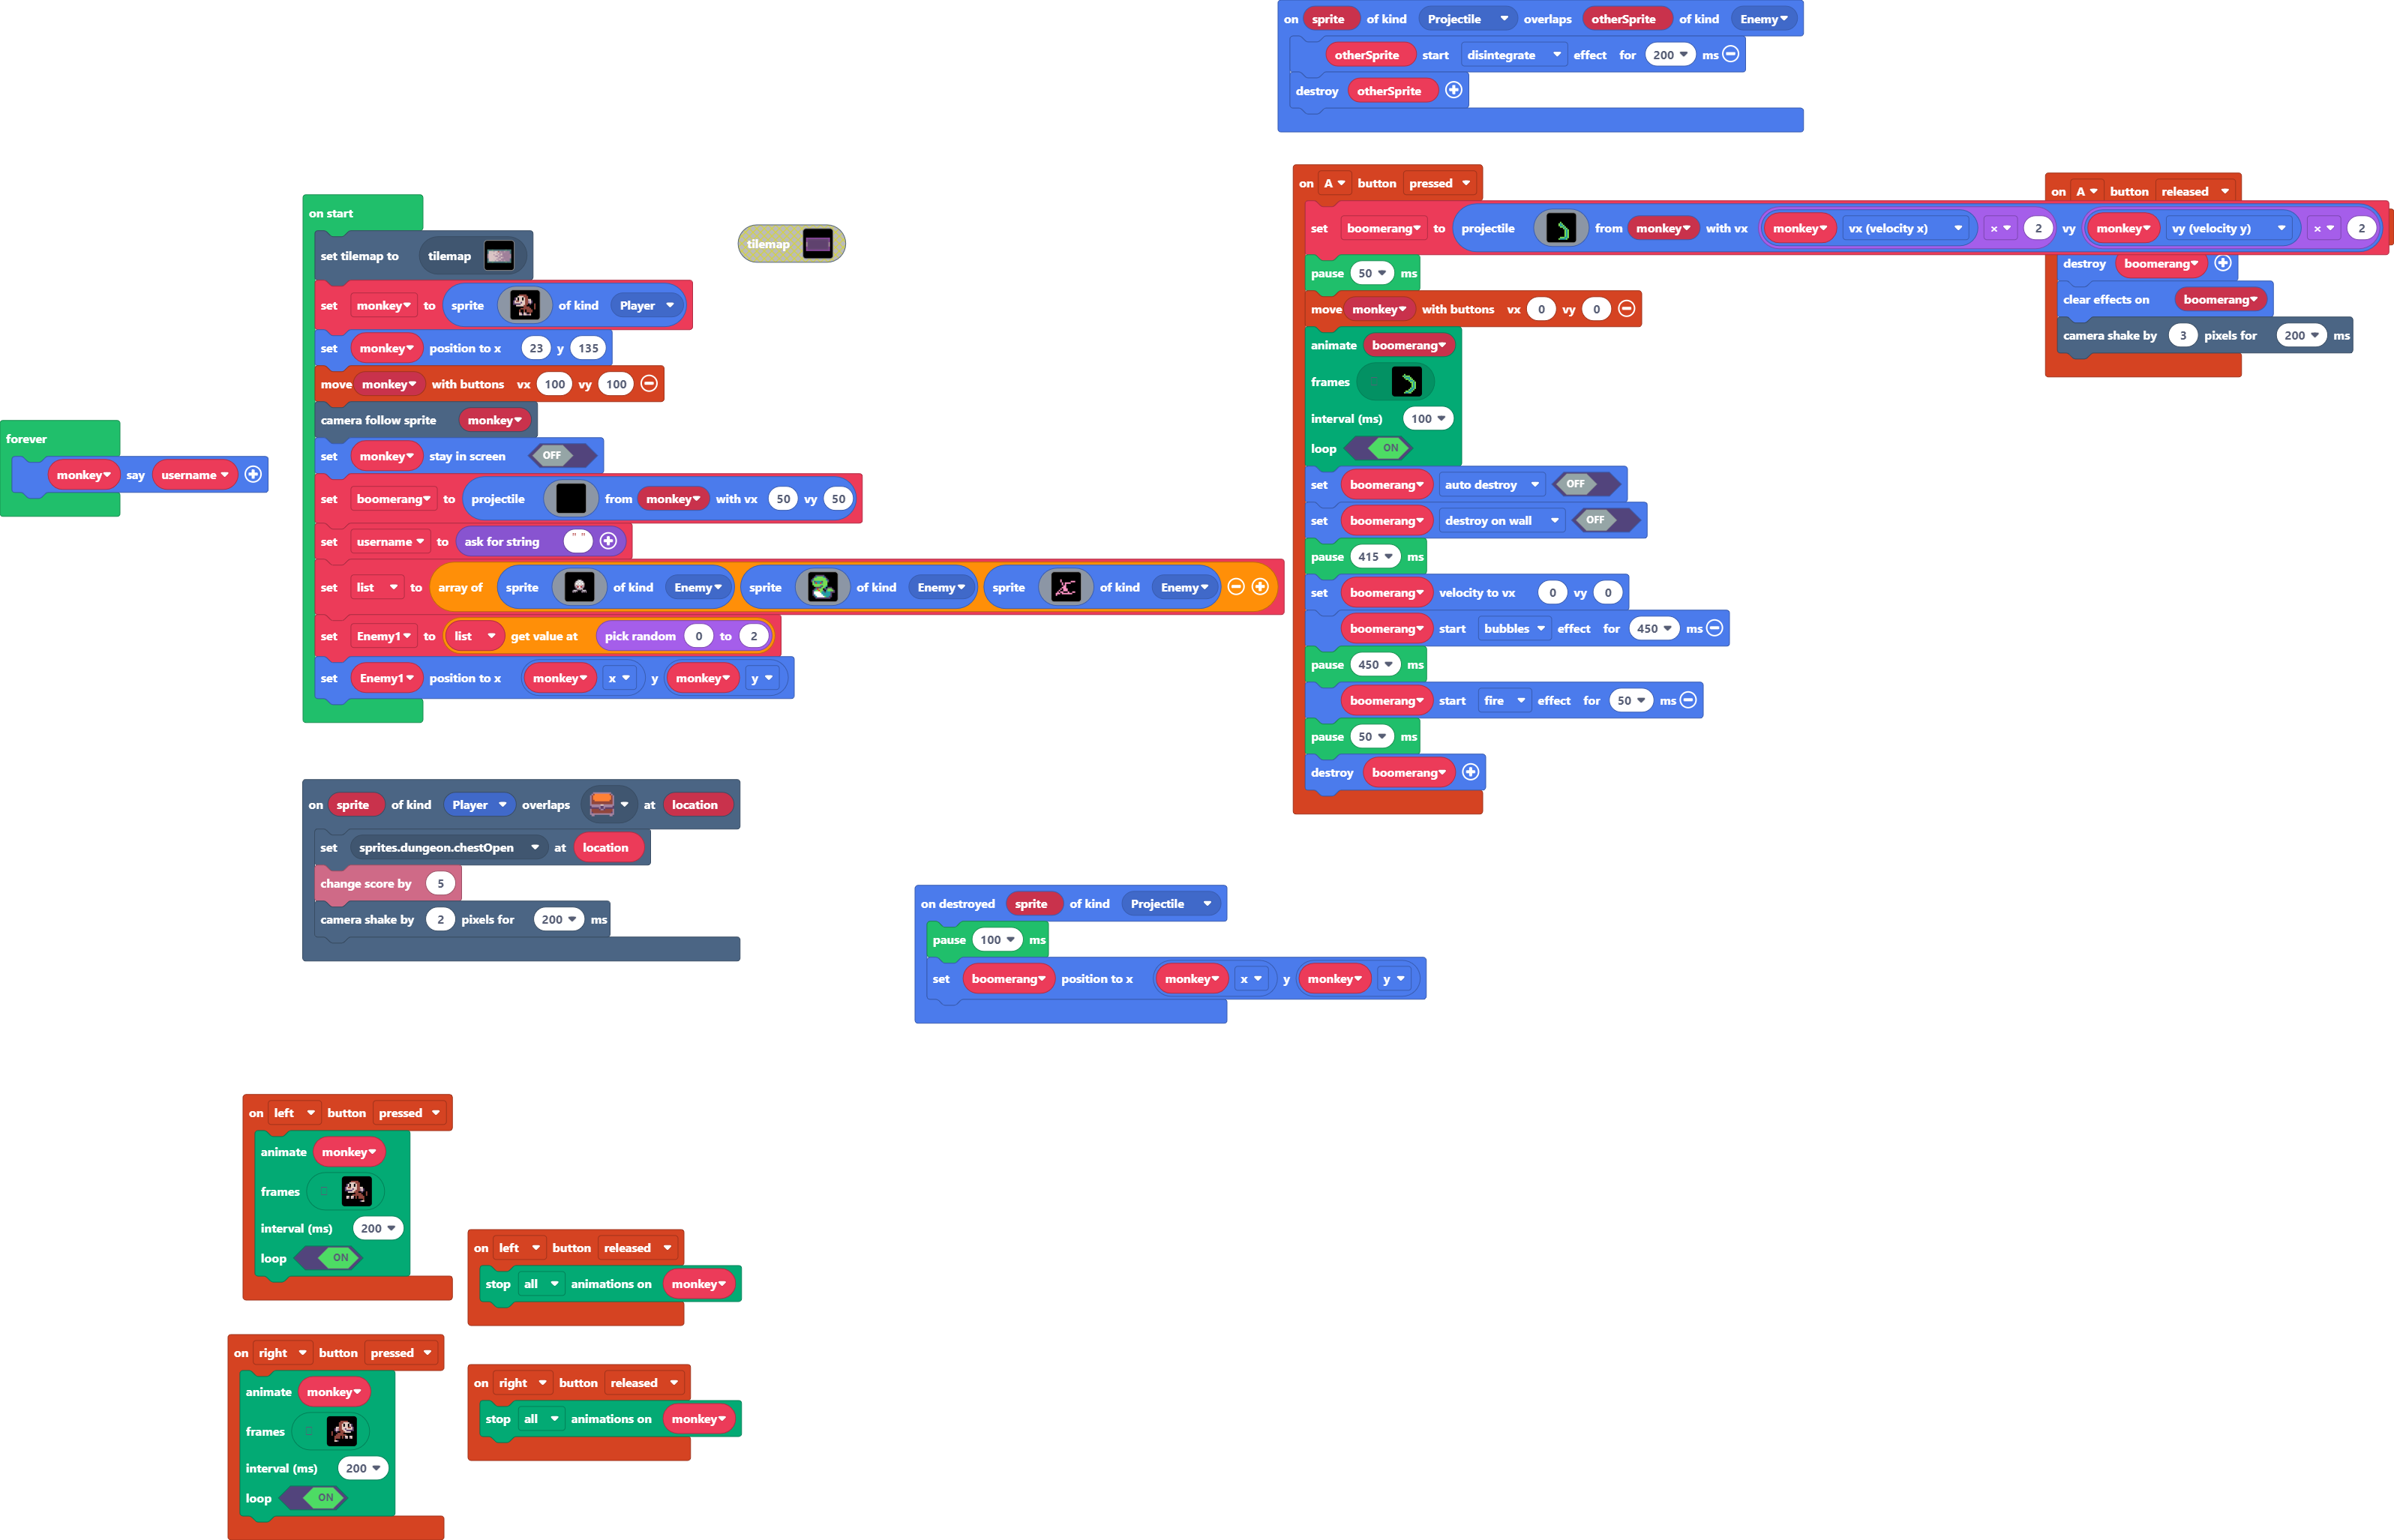 on sprite of kind Projectile overlaps otherSprite of kind Enemy
otherSprite start disintegrate effect for 200 ms
destroy otherSprite
on start
set tilemap to tilemap
set monkey to sprite of kind Player
set monkey position to x 23 y 135
move monkey with buttons vx 100 vy 100
camera follow sprite monkey
set monkey stay in screen OFF
set boomerang to projectile from monkey with vx 50 vy 50
set username to ask for string " "
set list to array of sprite of kind Enemy sprite of kind Enemy sprite of kind Enemy
set Enemy1 to list get value at pick random 0 to 2
set Enemy1 position to x monkey x y monkey y
tilemap
forever
monkey say username
on A button pressed
set boomerang to projectile from monkey with vx monkey vx (velocity x) × 2 vy monkey vy (velocity y) × 2
pause 50 ms
move monkey with buttons vx 0 vy 0
animate boomerang
frames
interval (ms) 100
loop ON
set boomerang auto destroy OFF
set boomerang destroy on wall OFF
pause 415 ms
set boomerang velocity to vx 0 vy 0
boomerang start bubbles effect for 450 ms
pause 450 ms
boomerang start fire effect for 50 ms
pause 50 ms
destroy boomerang
on A button released
destroy boomerang
clear effects on boomerang
camera shake by 3 pixels for 200 ms
on sprite of kind Player overlaps at location
set sprites.dungeon.chestOpen at location
change score by 5
camera shake by 2 pixels for 200 ms
on destroyed sprite of kind Projectile
pause 100 ms
set boomerang position to x monkey x y monkey y
on left button pressed
animate monkey
frames
interval (ms) 200
loop ON
on left button released
stop all animations on monkey
on right button pressed
animate monkey
frames
interval (ms) 200
loop ON
on right button released
stop all animations on monkey